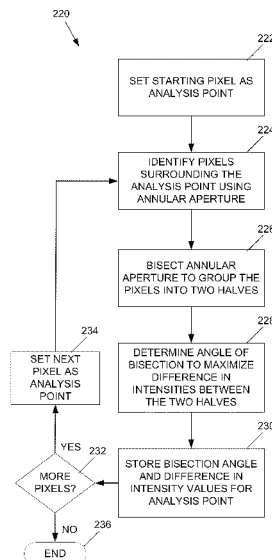 220
222
SET STARTING PIXEL AS
ANALYSIS POINT
224
IDENTIFY PIXELS
SURROUNDING THE
ANALYSIS POINT USING
ANNULAR APERTURE
226
BISECT ANNULAR
APERTURE TO GROUP THE
PIXELS INTO TWO HALVES
228
DETERMINE ANGLE OF
BISECTION TO MAXIMIZE
DIFFERENCE IN
INTENSITIES BETWEEN
THE TWO HALVES
230
STORE BISECTION ANGLE
AND DIFFERENCE IN
INTENSITY VALUES FOR
ANALYSIS POINT
232
MORE
PIXELS?
YES
234
SET NEXT
PIXEL AS
ANALYSIS
POINT
NO
236
END